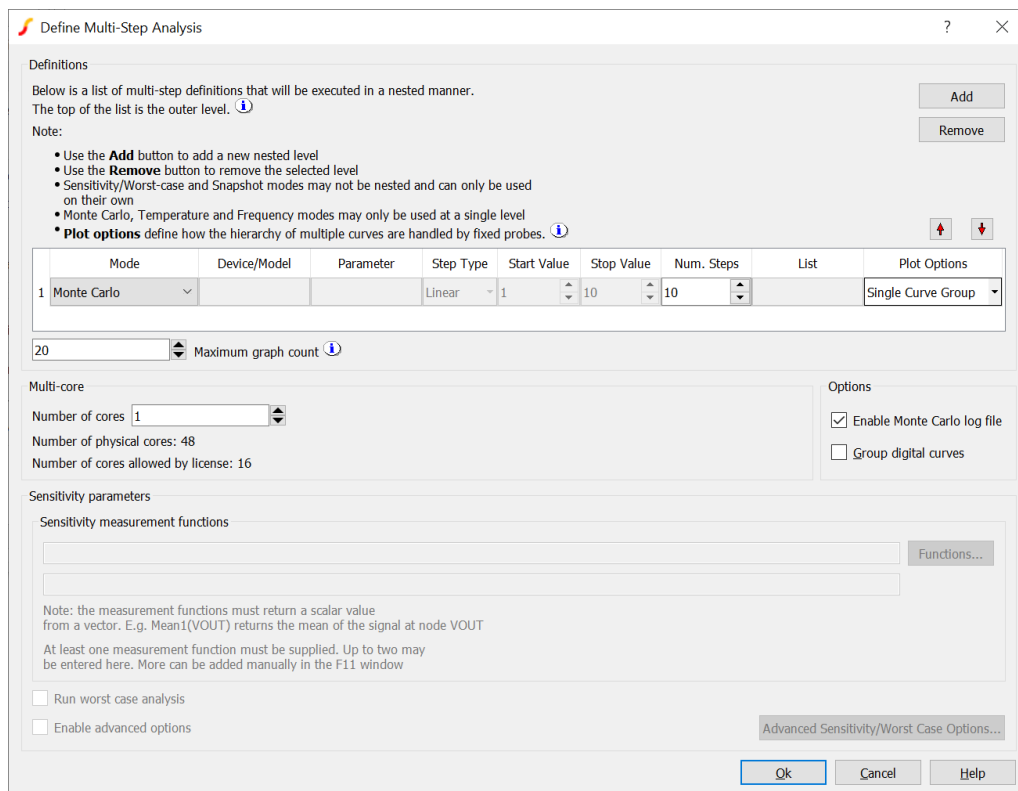 Define Multi-Step Analysis
?
Definitions
Below is a list of multi-step definitions that will be executed in a nested manner.
The top of the list is the outer level.
Add
Remove
Note:
• Use the Add button to add a new nested level
• Use the Remove button to remove the selected level
• Sensitivity/Worst-case and Snapshot modes may not be nested and can only be used
on their own
• Monte Carlo, Temperature and Frequency modes may only be used at a single level
• Plot options define how the hierarchy of multiple curves are handled by fixed probes.
Mode Device/Model Parameter Step Type Start Value Stop Value Num. Steps List Plot Options
1 Monte Carlo Linear 1 10 10 Single Curve Group
20 Maximum graph count
Multi-core
Number of cores 1
Number of physical cores: 48
Number of cores allowed by license: 16
Options
Enable Monte Carlo log file
Group digital curves
Sensitivity parameters
Sensitivity measurement functions
Functions...
Note: the measurement functions must return a scalar value
from a vector. E.g. Mean1(VOUT) returns the mean of the signal at node VOUT
At least one measurement function must be supplied. Up to two may
be entered here. More can be added manually in the F11 window
Run worst case analysis
Enable advanced options
Advanced Sensitivity/Worst Case Options...
Ok Cancel Help